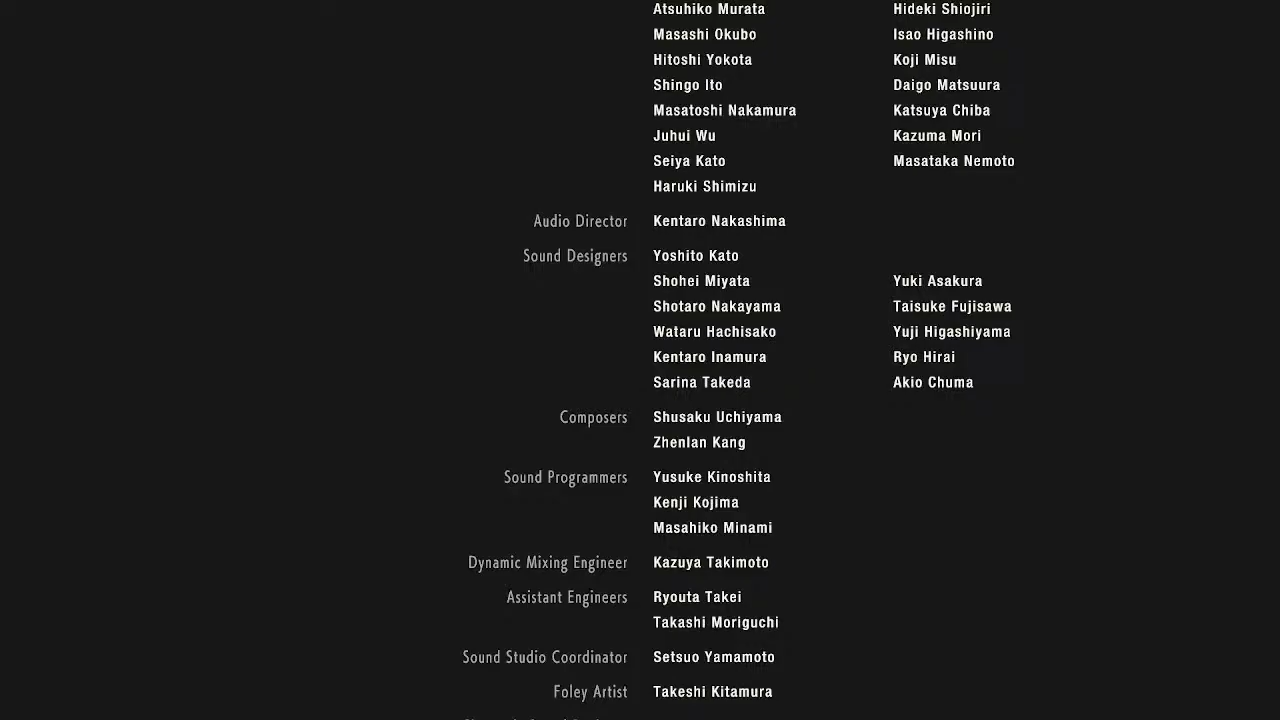 Atsuhiko Murata Hideki Shiojiri
Masashi Okubo Isao Higashino
Hitoshi Yokota Koji Misu
Shingo Ito Daigo Matsuura
Masatoshi Nakamura Katsuya Chiba
Juhui Wu Kazuma Mori
Seiya Kato Masataka Nemoto
Haruki Shimizu
Audio Director Kentaro Nakashima
Sound Designers Yoshito Kato
Shohei Miyata Yuki Asakura
Shotaro Nakayama Taisuke Fujisawa
Wataru Hachisako Yuji Higashiyama
Kentaro Inamura Ryo Hirai
Sarina Takeda Akio Chuma
Composers Shusaku Uchiyama
Zhenlan Kang
Sound Programmers Yusuke Kinoshita
Kenji Kojima
Masahiko Minami
Dynamic Mixing Engineer Kazuya Takimoto
Assistant Engineers Ryouta Takei
Takashi Moriguchi
Sound Studio Coordinator Setsuo Yamamoto
Foley Artist Takeshi Kitamura